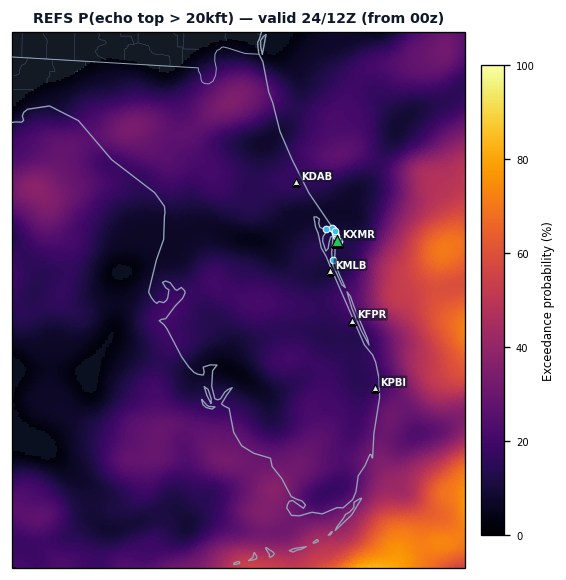 REFS P(echo top > 20kft) — valid 24/12Z (from 00z)
KDAB
KXMR
KMLB
KFPR
KPBI
100
80
60
40
20
0
Exceedance probability (%)